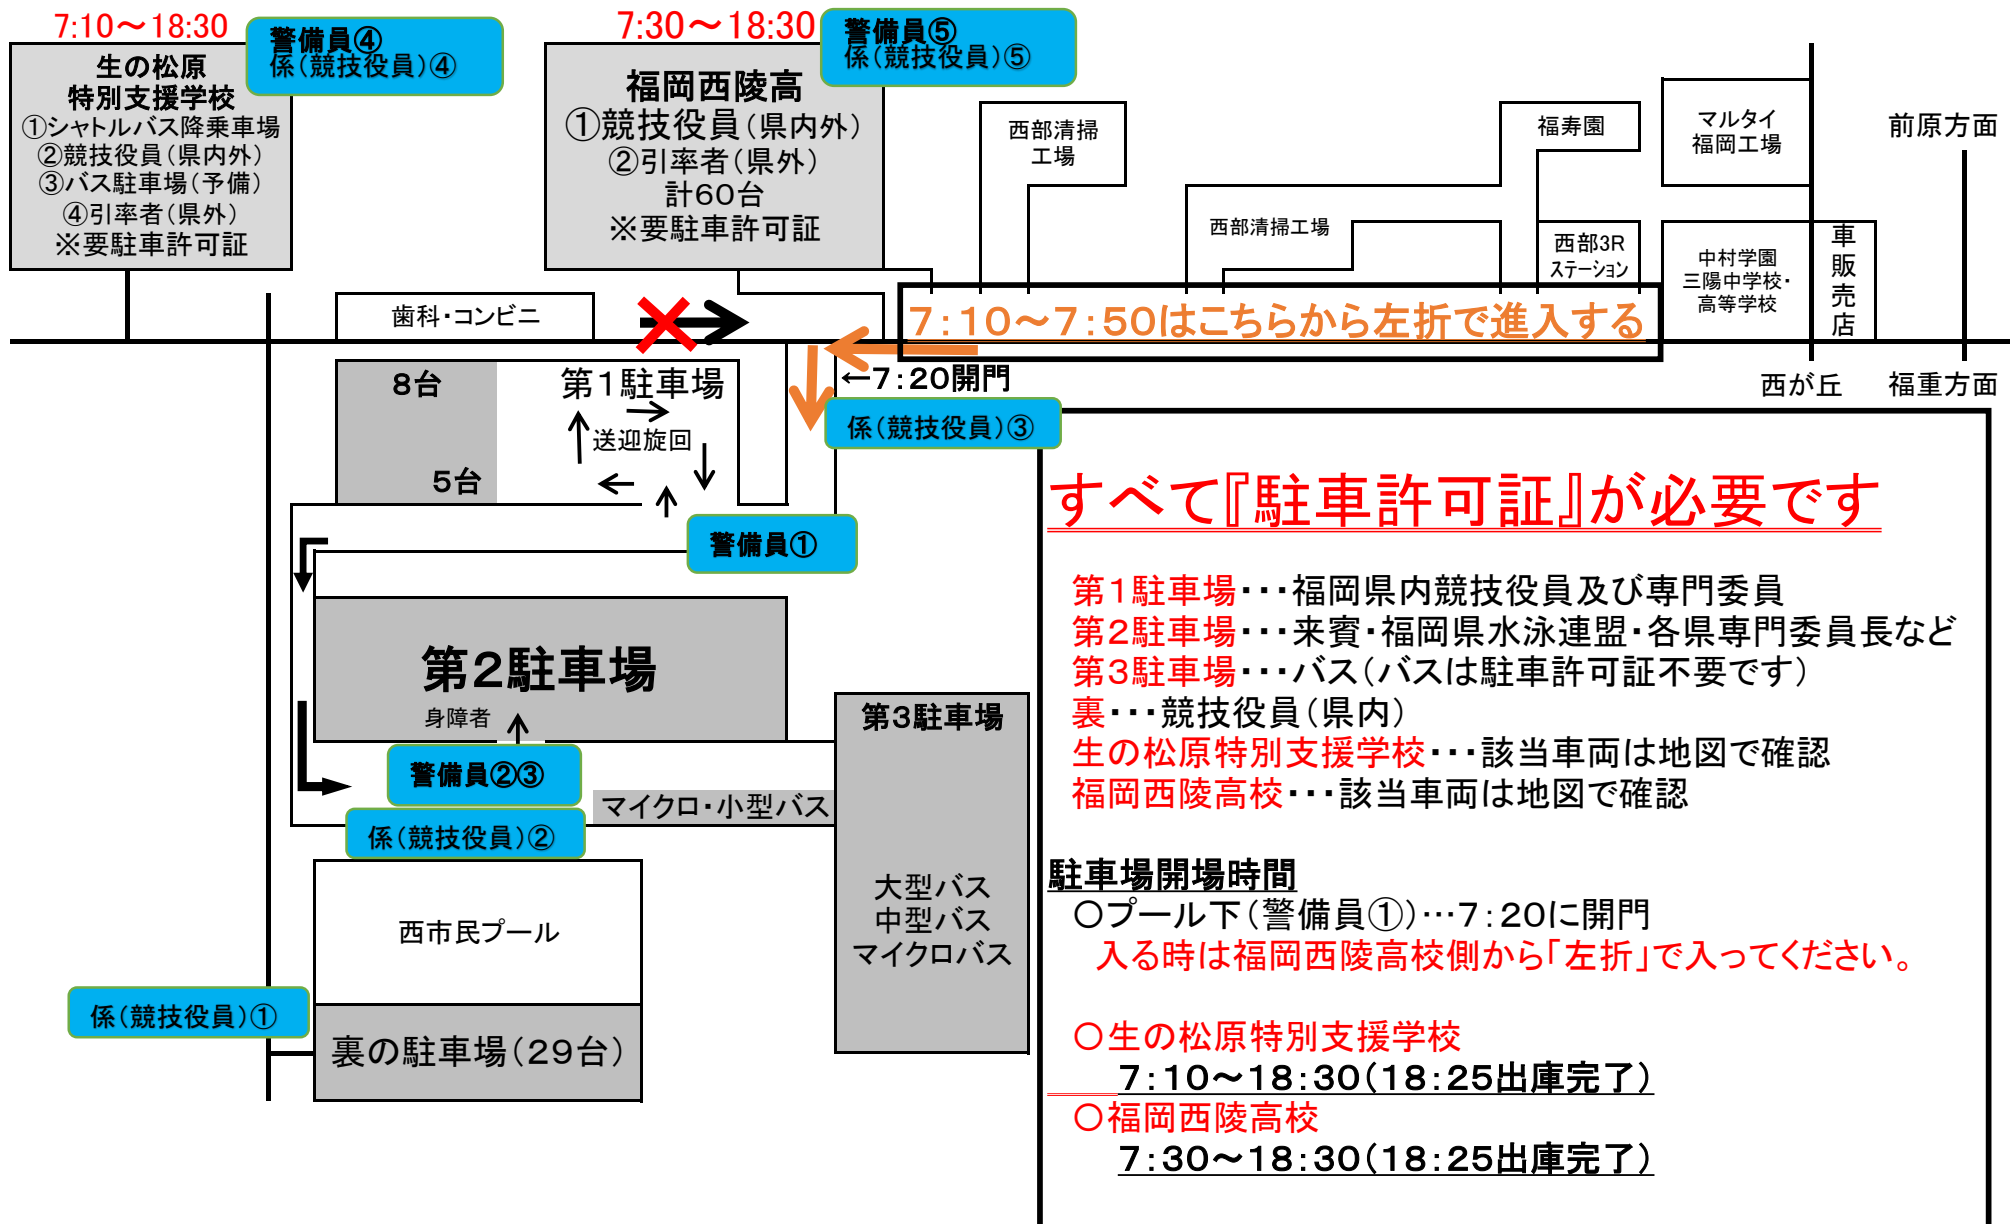 7:10～18:30
警備員④
係(競技役員)④
生の松原
特別支援学校
①シャトルバス降乗車場
②競技役員(県内外)
③バス駐車場(予備)
④引率者(県外)
※要駐車許可証
7:30～18:30
警備員⑤
係(競技役員)⑤
福岡西陵高
①競技役員(県内外)
②引率者(県外)
計60台
※要駐車許可証
西部清掃
工場
西部清掃工場
福寿園
西部3R
ステーション
マルタイ
福岡工場
中村学園
三陽中学校・
高等学校
車販売店
前原方面
歯科・コンビニ
7:10～7:50はこちらから左折で進入する
西が丘
福重方面
←7:20開門
係(競技役員)③
8台
5台
第1駐車場
送迎旋回
警備員①
第2駐車場
身障者
警備員②③
係(競技役員)②
マイクロ・小型バス
第3駐車場
大型バス
中型バス
マイクロバス
西市民プール
係(競技役員)①
裏の駐車場(29台)
すべて『駐車許可証』が必要です
第1駐車場・・・福岡県内競技役員及び専門委員
第2駐車場・・・来賓・福岡県水泳連盟・各県専門委員長など
第3駐車場・・・バス(バスは駐車許可証不要です)
裏・・・競技役員(県内)
生の松原特別支援学校・・・該当車両は地図で確認
福岡西陵高校・・・該当車両は地図で確認
駐車場開場時間
〇プール下(警備員①)…7:20に開門
入る時は福岡西陵高校側から「左折」で入ってください。
〇生の松原特別支援学校
7:10～18:30(18:25出庫完了)
〇福岡西陵高校
7:30～18:30(18:25出庫完了)